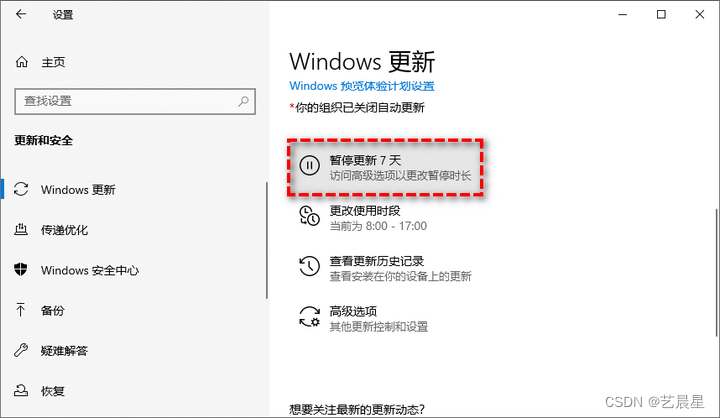 设置
主页
查找设置
更新和安全
Windows 更新
传递优化
Windows 安全中心
备份
疑难解答
恢复
Windows 更新
Windows 预览体验计划设置
*你的组织已关闭自动更新
暂停更新 7 天
访问高级选项以更改暂停时长
更改使用时段
当前为 8:00 - 17:00
查看更新历史记录
查看安装在你的设备上的更新
高级选项
其他更新控制和设置
想要关注最新的更新动态?
CSDN @艺晨星